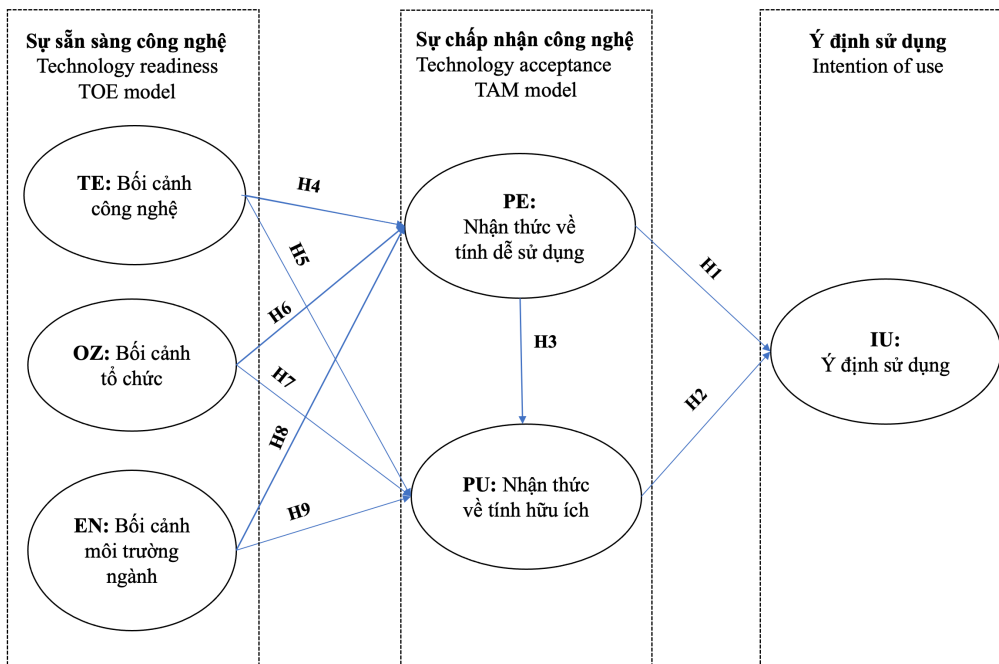 Sự sẵn sàng công nghệ
Technology readiness
TOE model
Sự chấp nhận công nghệ
Technology acceptance
TAM model
Ý định sử dụng
Intention of use
TE: Bối cảnh
công nghệ
OZ: Bối cảnh
tổ chức
EN: Bối cảnh
môi trường
ngành
H4
H5
H6
H7
H8
H9
PE:
Nhận thức về
tính dễ sử dụng
H3
PU: Nhận thức
về tính hữu ích
H1
H2
IU:
Ý định sử dụng